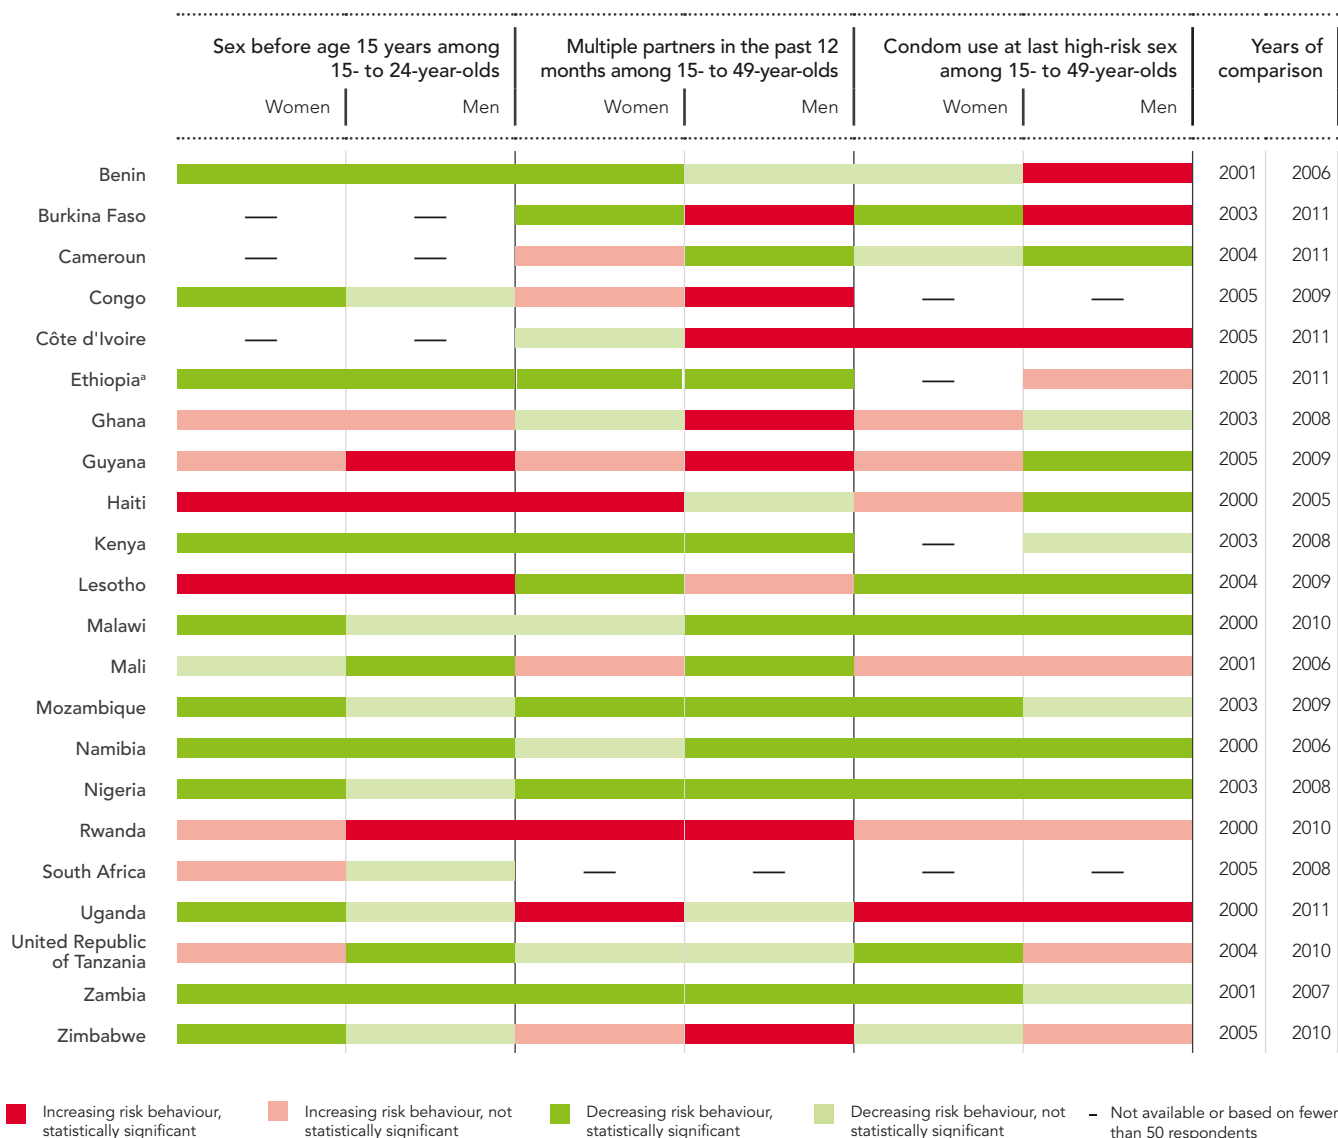 Sex before age 15 years among
15- to 24-year-olds
Multiple partners in the past 12
months among 15- to 49-year-olds
Condom use at last high-risk sex
among 15- to 49-year-olds
Years of
comparison
Women Men Women Men Women Men
Benin 2001 2006
Burkina Faso — — 2003 2011
Cameroun — — 2004 2011
Congo — — 2005 2009
Côte d'Ivoire — — 2005 2011
Ethiopiaᵃ — 2005 2011
Ghana 2003 2008
Guyana 2005 2009
Haiti 2000 2005
Kenya — 2003 2008
Lesotho 2004 2009
Malawi 2000 2010
Mali 2001 2006
Mozambique 2003 2009
Namibia 2000 2006
Nigeria 2003 2008
Rwanda 2000 2010
South Africa — — — — 2005 2008
Uganda 2000 2011
United Republic
of Tanzania 2004 2010
Zambia 2001 2007
Zimbabwe 2005 2010
Increasing risk behaviour,
statistically significant
Increasing risk behaviour, not
statistically significant
Decreasing risk behaviour,
statistically significant
Decreasing risk behaviour, not
statistically significant
– Not available or based on fewer
than 50 respondents